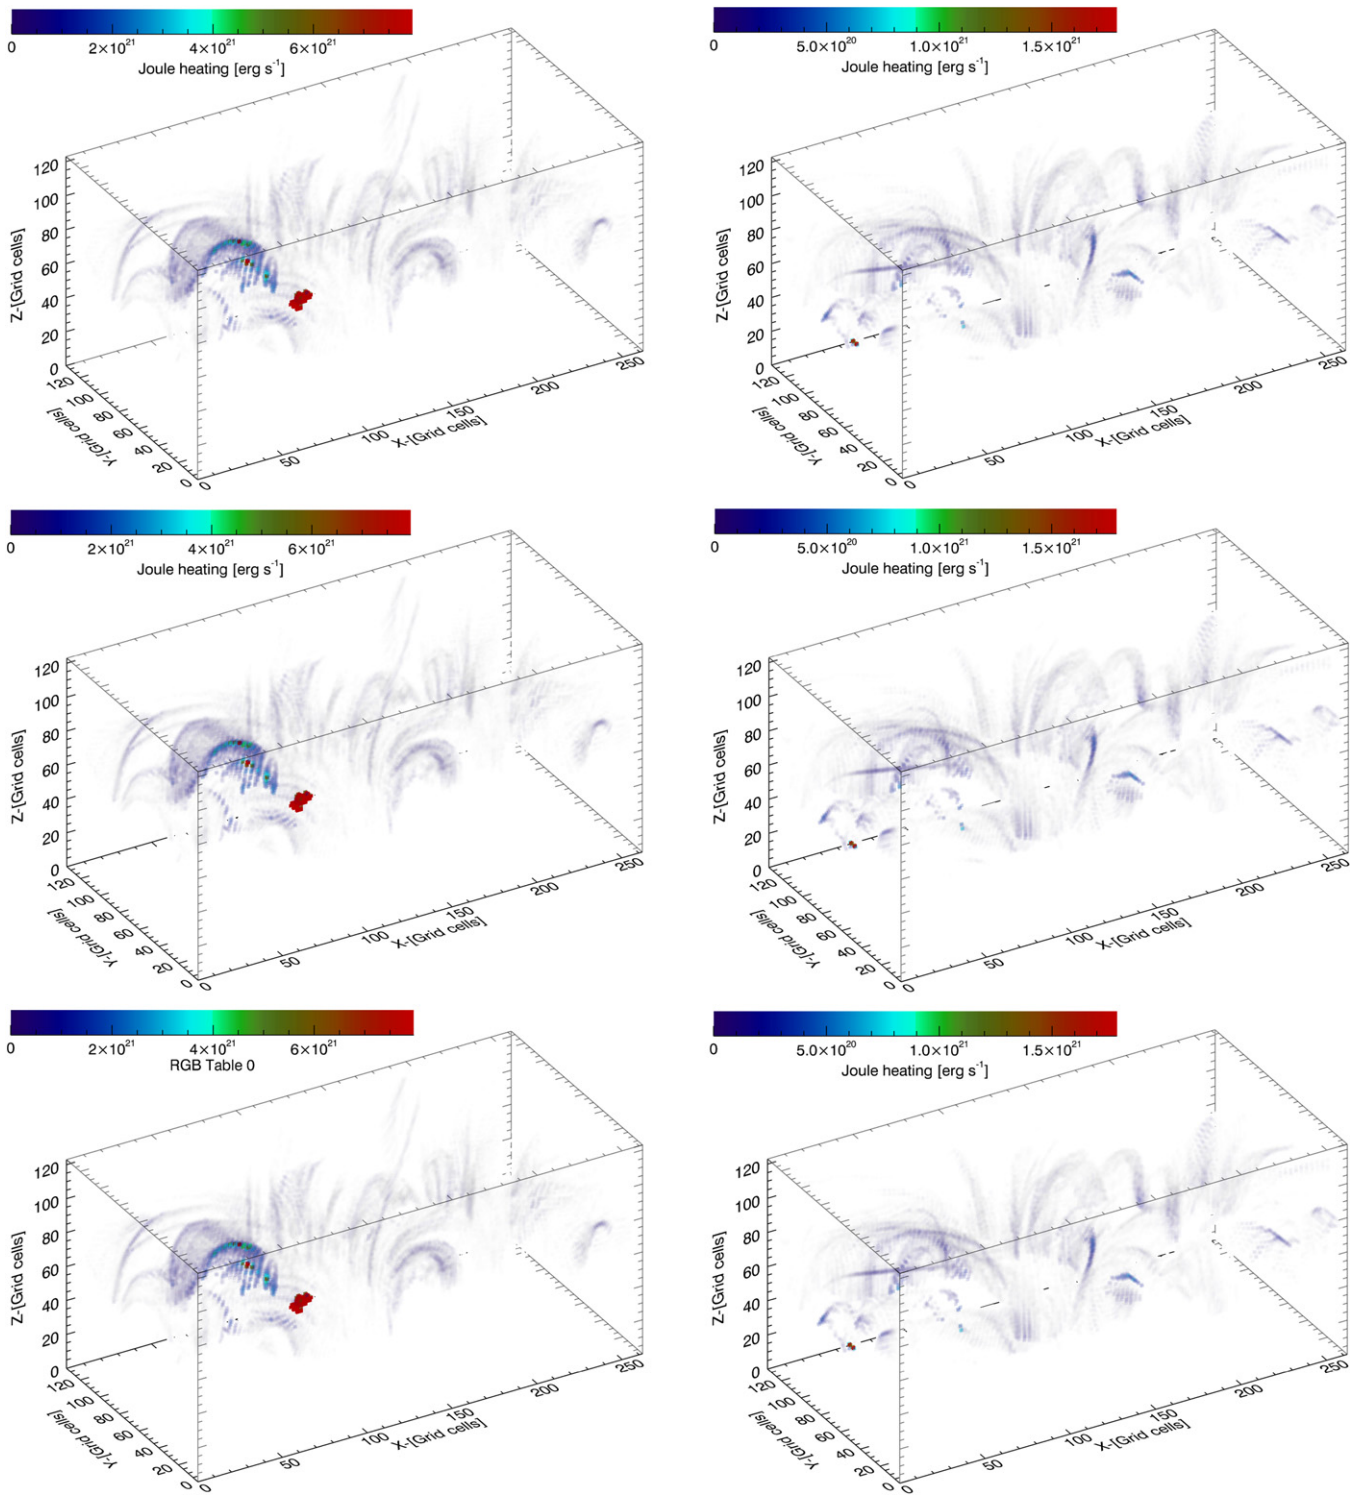 0 2×10²¹ 4×10²¹ 6×10²¹
Joule heating [erg s⁻¹]
120
100
80
60
40
20
0
Z-[Grid cells]
120 100 80 60 40 20 0
Y-[Grid cells]
0 50 100 150 200 250
X-[Grid cells]
0 5.0×10²⁰ 1.0×10²¹ 1.5×10²¹
Joule heating [erg s⁻¹]
120
100
80
60
40
20
0
Z-[Grid cells]
120 100 80 60 40 20 0
Y-[Grid cells]
0 50 100 150 200 250
X-[Grid cells]
0 2×10²¹ 4×10²¹ 6×10²¹
Joule heating [erg s⁻¹]
120
100
80
60
40
20
0
Z-[Grid cells]
120 100 80 60 40 20 0
Y-[Grid cells]
0 50 100 150 200 250
X-[Grid cells]
0 5.0×10²⁰ 1.0×10²¹ 1.5×10²¹
Joule heating [erg s⁻¹]
120
100
80
60
40
20
0
Z-[Grid cells]
120 100 80 60 40 20 0
Y-[Grid cells]
0 50 100 150 200 250
X-[Grid cells]
0 2×10²¹ 4×10²¹ 6×10²¹
RGB Table 0
120
100
80
60
40
20
0
Z-[Grid cells]
120 100 80 60 40 20 0
Y-[Grid cells]
0 50 100 150 200 250
X-[Grid cells]
0 5.0×10²⁰ 1.0×10²¹ 1.5×10²¹
Joule heating [erg s⁻¹]
120
100
80
60
40
20
0
Z-[Grid cells]
120 100 80 60 40 20 0
Y-[Grid cells]
0 50 100 150 200 250
X-[Grid cells]